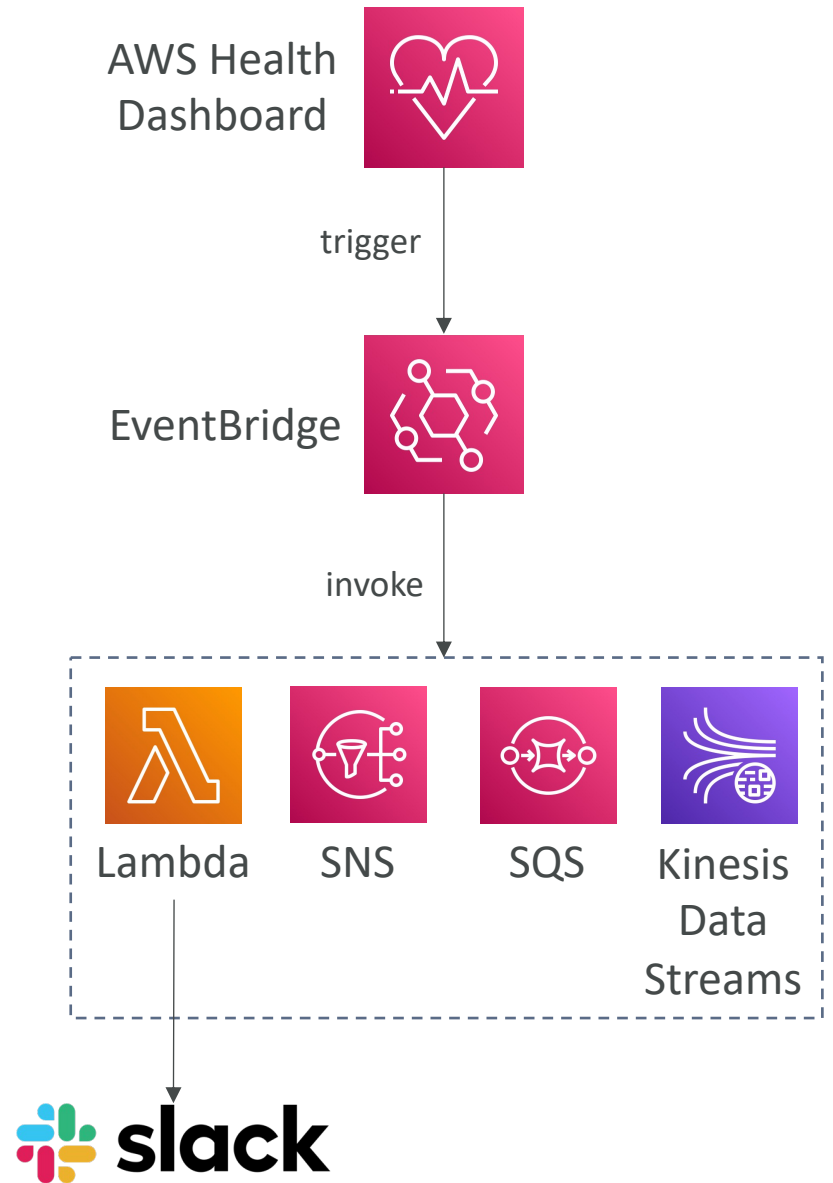 AWS Health
Dashboard
trigger
EventBridge
invoke
Lambda
SNS
SQS
Kinesis
Data
Streams
slack